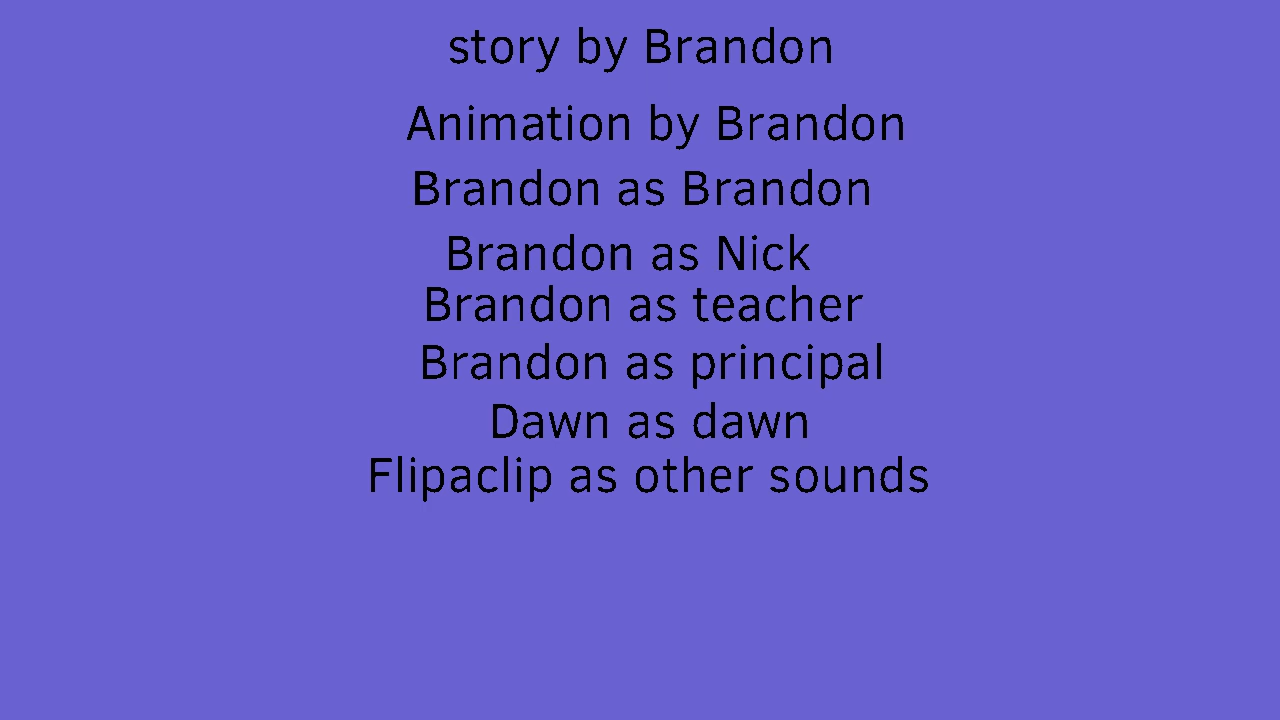 story by Brandon
Animation by Brandon
Brandon as Brandon
Brandon as Nick
Brandon as teacher
Brandon as principal
Dawn as dawn
Flipaclip as other sounds